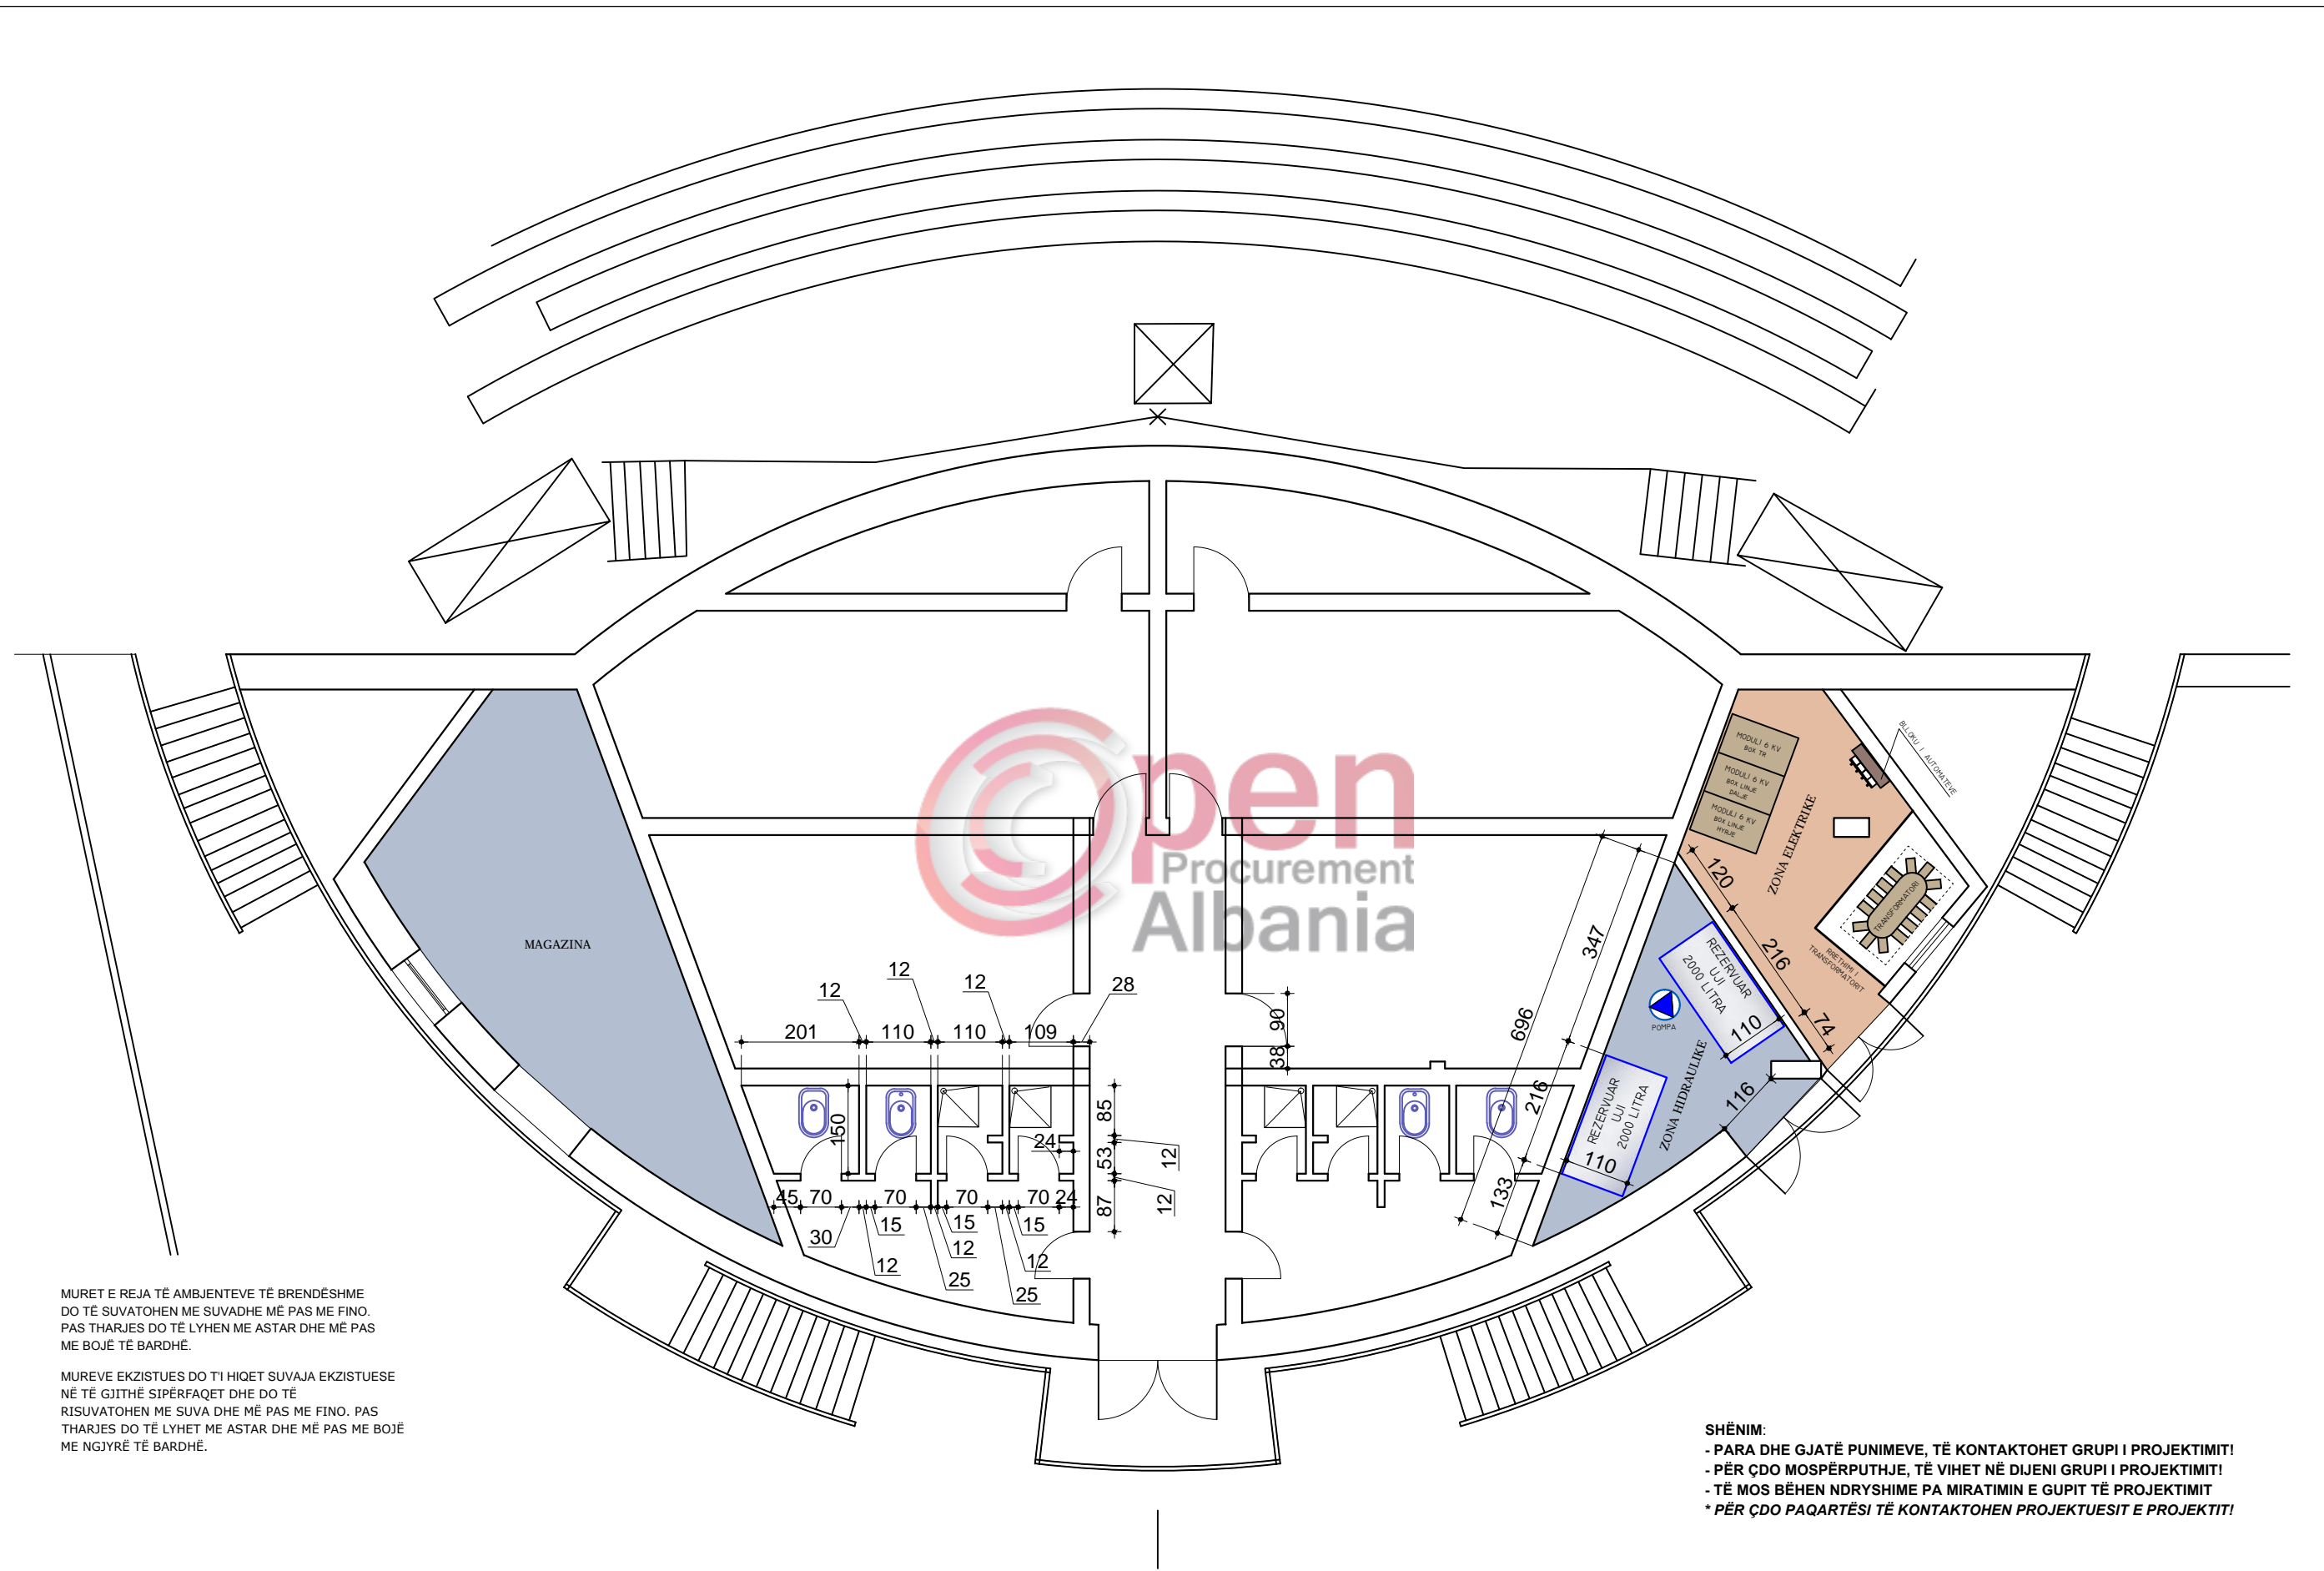 MODULI 6 KV
BOX TR
MODULI 6 KV
BOX LINJE
DALJE
MODULI 6 KV
BOX LINJE
HYRJE
BLLOKU I AUTOMATEVE
ZONA ELEKTRIKE
TRANSFORMATORI
RRETHIMI I
TRANSFORMATORIT
120
216
74
347
696
216
133
REZERVUAR
UJI
2000 LITRA
110
POMPA
REZERVUAR
UJI
2000 LITRA
110
ZONA HIDRAULIKE
116
MAGAZINA
Open
Procurement
Albania
12
12
12
28
201
110
110
109
90
38
150
85
24
53
12
87
12
45
70
70
70
70
24
30
15
15
15
12
12
12
25
25
MURET E REJA TË AMBJENTEVE TË BRENDËSHME
DO TË SUVATOHEN ME SUVADHE MË PAS ME FINO.
PAS THARJES DO TË LYHEN ME ASTAR DHE MË PAS
ME BOJË TË BARDHË.
MUREVE EKZISTUES DO T'I HIQET SUVAJA EKZISTUESE
NË TË GJITHË SIPËRFAQET DHE DO TË
RISUVATOHEN ME SUVA DHE MË PAS ME FINO. PAS
THARJES DO TË LYHET ME ASTAR DHE MË PAS ME BOJË
ME NGJYRË TË BARDHË.
SHËNIM:
- PARA DHE GJATË PUNIMEVE, TË KONTAKTOHET GRUPI I PROJEKTIMIT!
- PËR ÇDO MOSPËRPUTHJE, TË VIHET NË DIJENI GRUPI I PROJEKTIMIT!
- TË MOS BËHEN NDRYSHIME PA MIRATIMIN E GUPIT TË PROJEKTIMIT
* PËR ÇDO PAQARTËSI TË KONTAKTOHEN PROJEKTUESIT E PROJEKTIT!